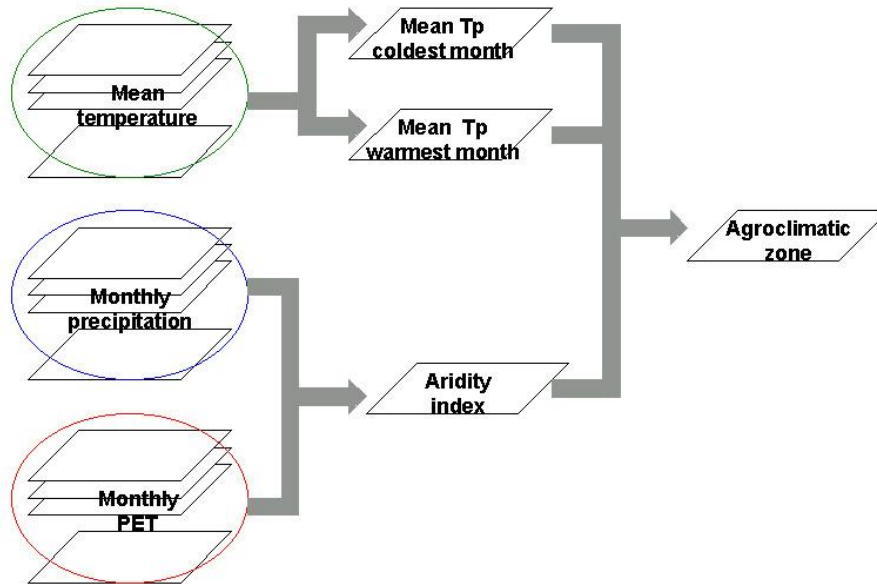 Mean
temperature
Mean Tp
coldest month
Mean Tp
warmest month
Monthly
precipitation
Agroclimatic
zone
Aridity
index
Monthly
PET